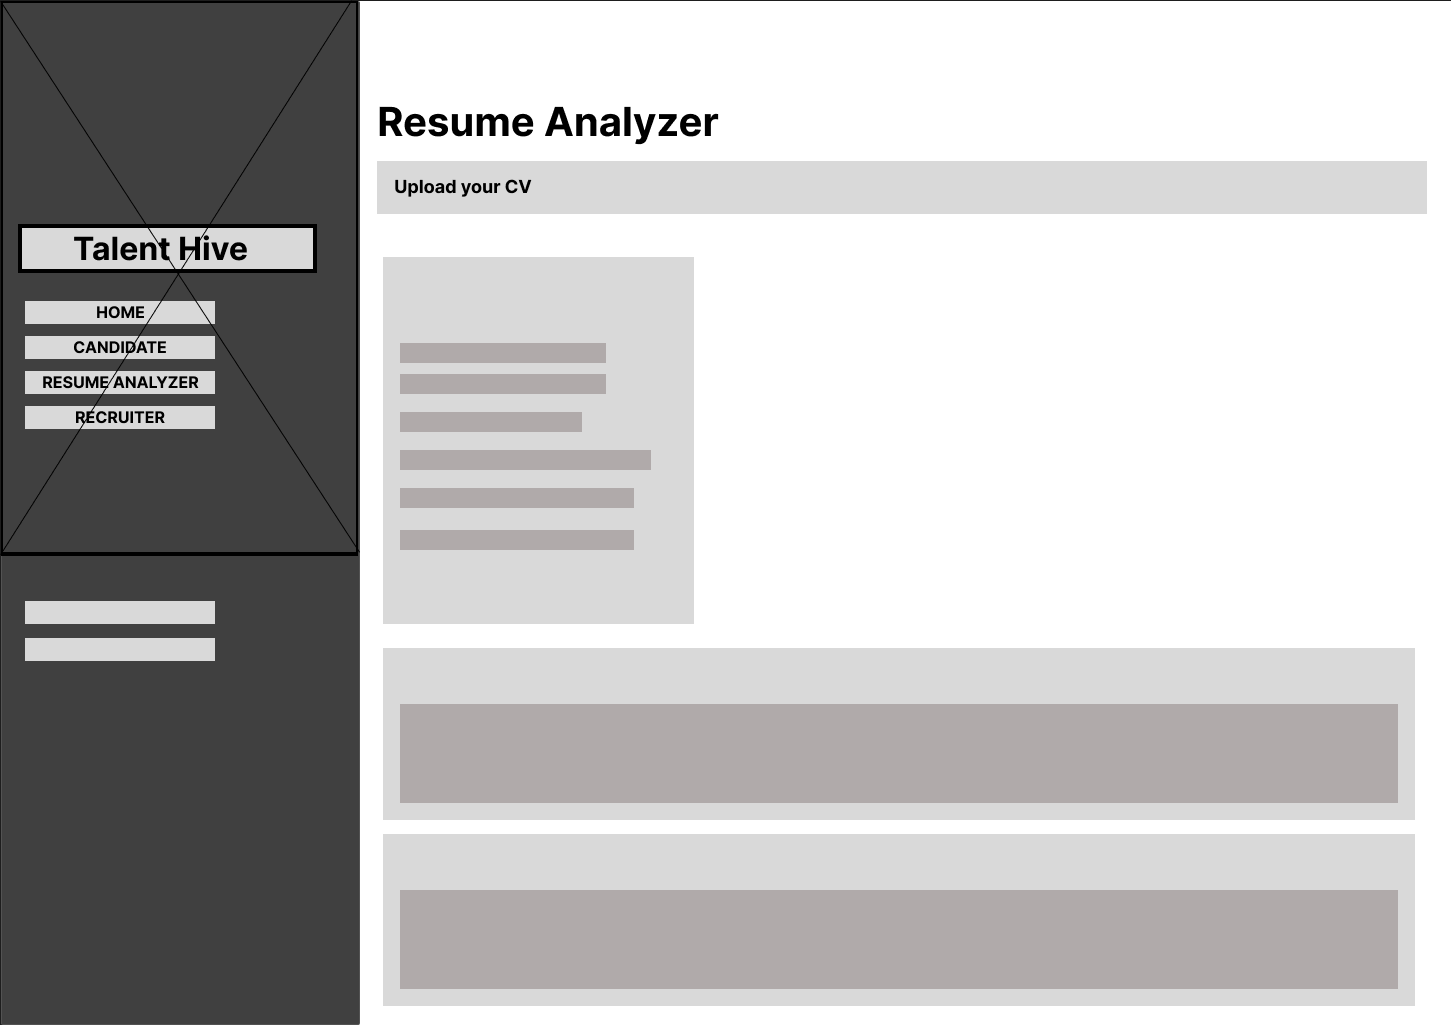 Talent Hive
HOME
CANDIDATE
RESUME ANALYZER
RECRUITER
Resume Analyzer
Upload your CV